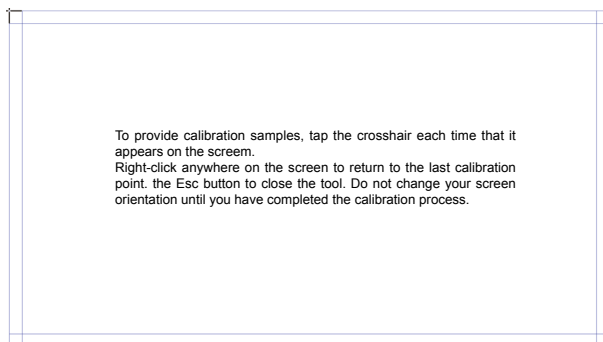 To provide calibration samples, tap the crosshair each time that it
appears on the screem.
Right-click anywhere on the screen to return to the last calibration
point. the Esc button to close the tool. Do not change your screen
orientation until you have completed the calibration process.